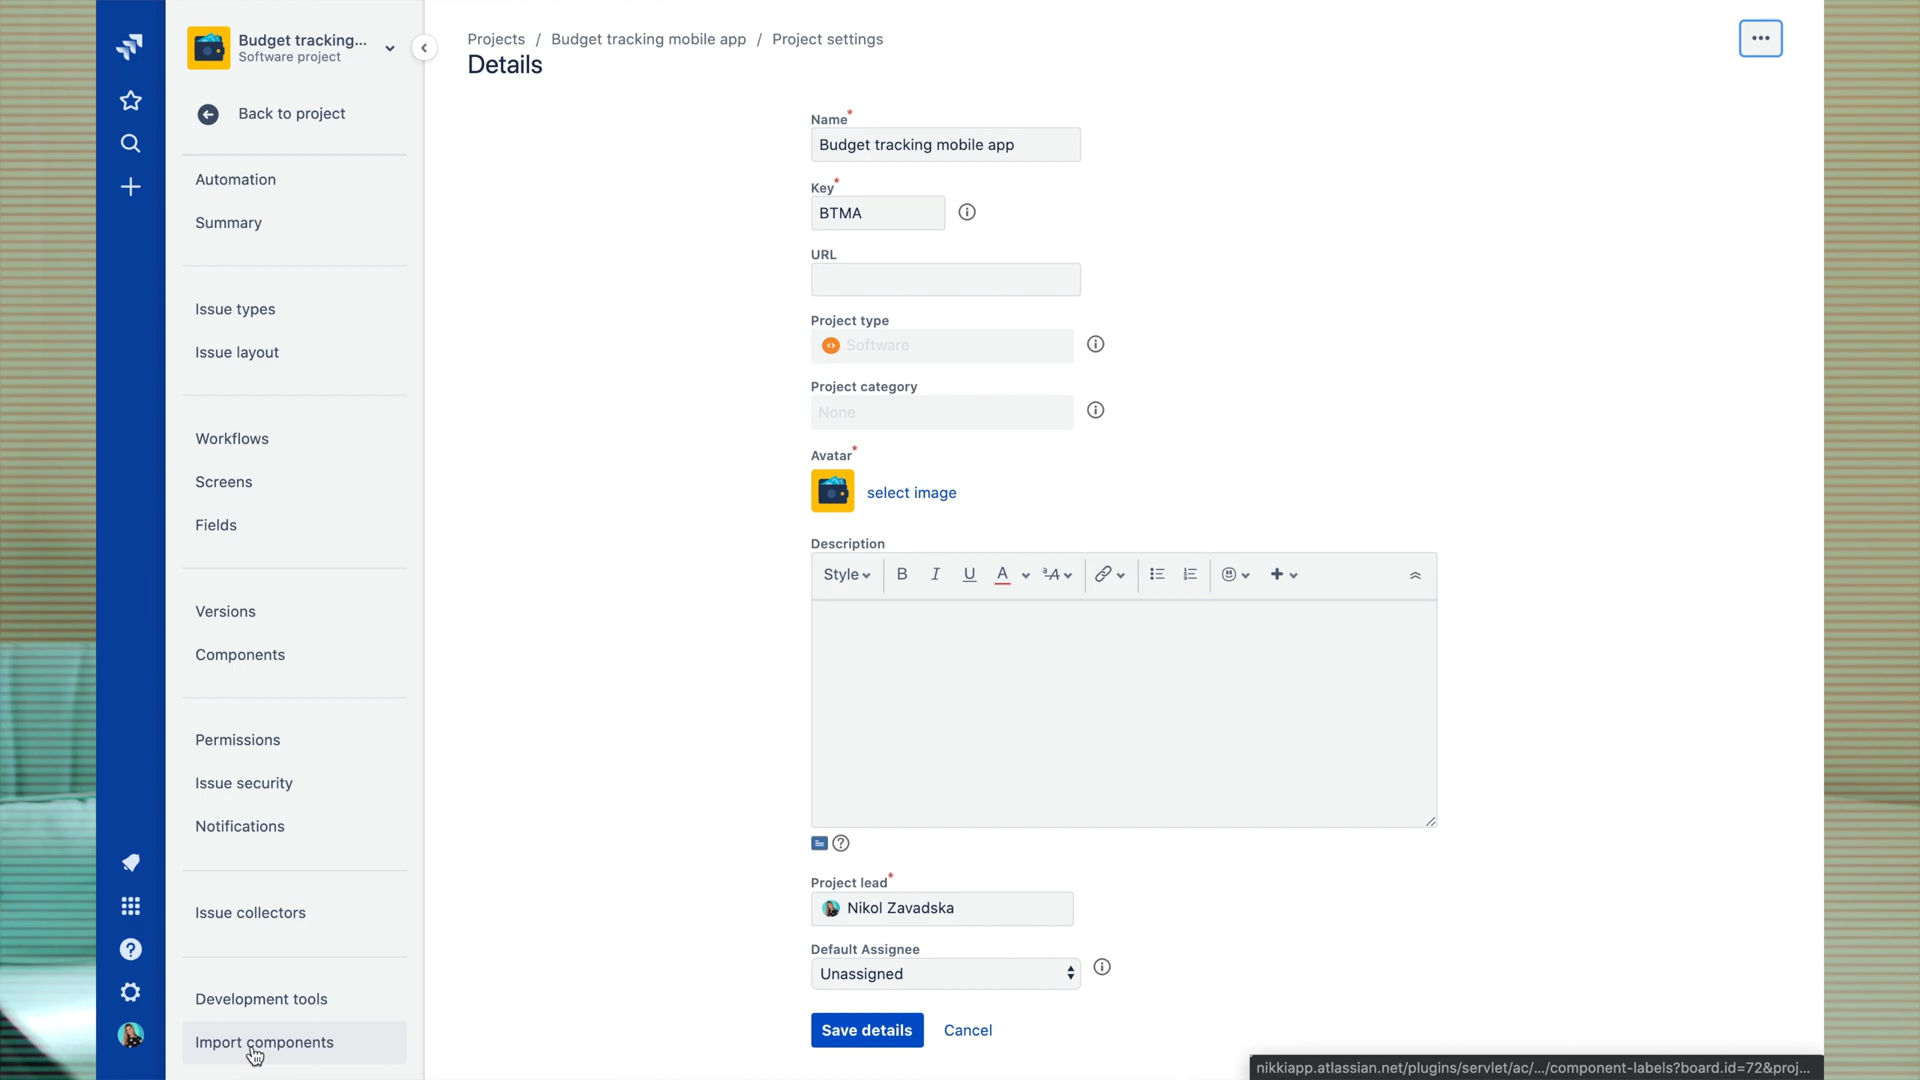 Budget tracking...
Software project
Back to project
Automation
Summary
Issue types
Issue layout
Workflows
Screens
Fields
Versions
Components
Permissions
Issue security
Notifications
Issue collectors
Development tools
Import components
Projects / Budget tracking mobile app / Project settings
Details
Name*
Budget tracking mobile app
Key*
BTMA
URL
Project type
Software
Project category
None
Avatar*
select image
Description
Style B I U A ªA
Project lead*
Nikol Zavadska
Default Assignee
Unassigned
Save details Cancel
nikkiapp.atlassian.net/plugins/servlet/ac/.../component-labels?board.id=72&proj...